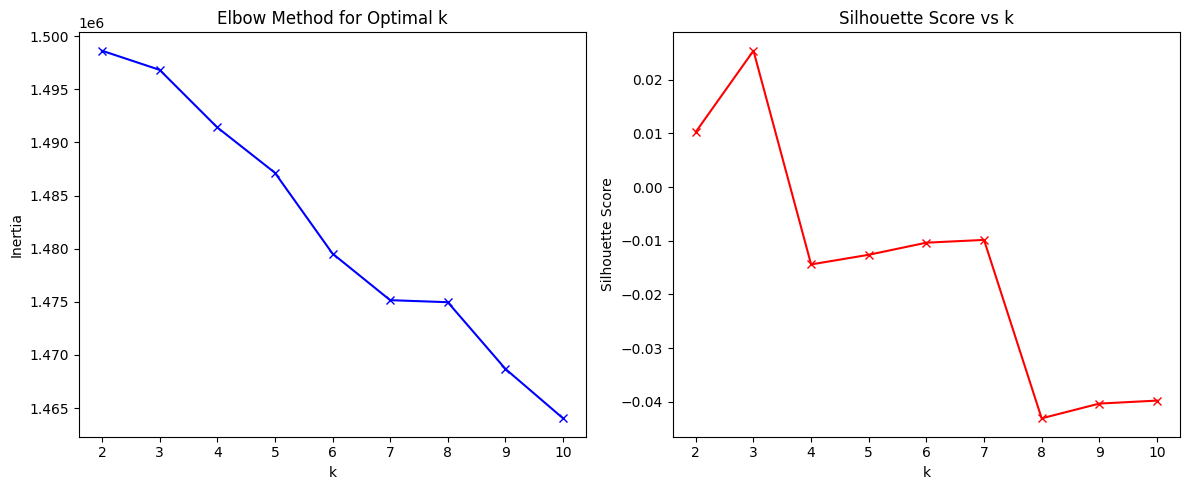 Elbow Method for Optimal k
1e6
1.500
1.495
1.490
1.485
1.480
1.475
1.470
1.465
Inertia
2 3 4 5 6 7 8 9 10
k
Silhouette Score vs k
0.02
0.01
0.00
−0.01
−0.02
−0.03
−0.04
Silhouette Score
2 3 4 5 6 7 8 9 10
k